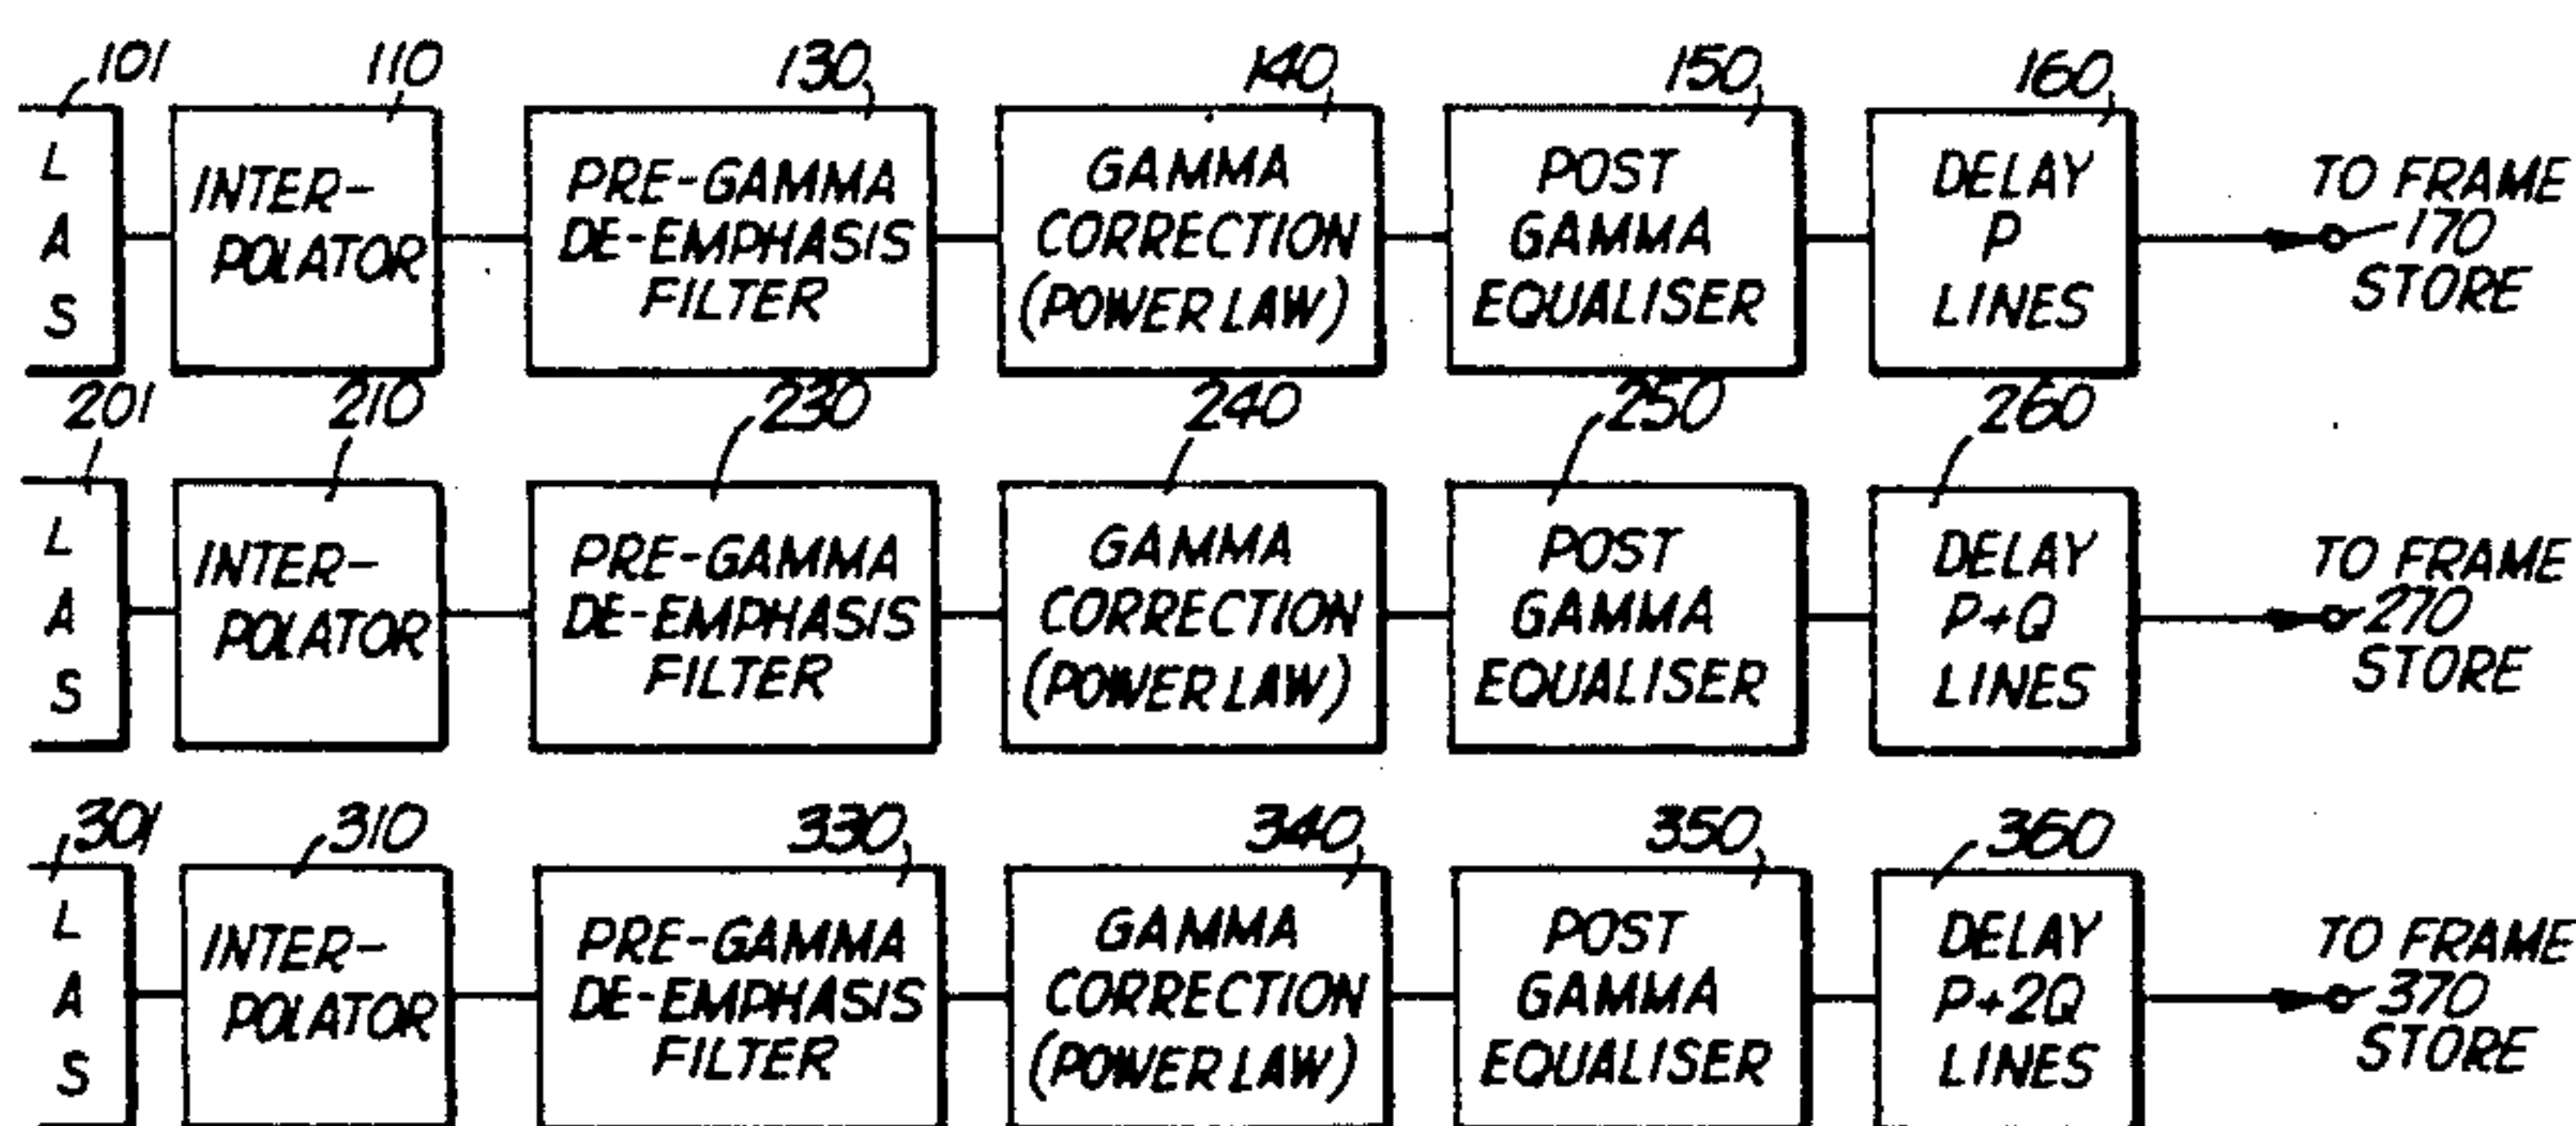 101 110 130 140 150 160
L
A
S
INTER-
POLATOR
PRE-GAMMA
DE-EMPHASIS
FILTER
GAMMA
CORRECTION
(POWER LAW)
POST
GAMMA
EQUALISER
DELAY
P
LINES
TO FRAME
170
STORE
201 210 230 240 250 260
L
A
S
INTER-
POLATOR
PRE-GAMMA
DE-EMPHASIS
FILTER
GAMMA
CORRECTION
(POWER LAW)
POST
GAMMA
EQUALISER
DELAY
P+Q
LINES
TO FRAME
270
STORE
301 310 330 340 350 360
L
A
S
INTER-
POLATOR
PRE-GAMMA
DE-EMPHASIS
FILTER
GAMMA
CORRECTION
(POWER LAW)
POST
GAMMA
EQUALISER
DELAY
P+2Q
LINES
TO FRAME
370
STORE